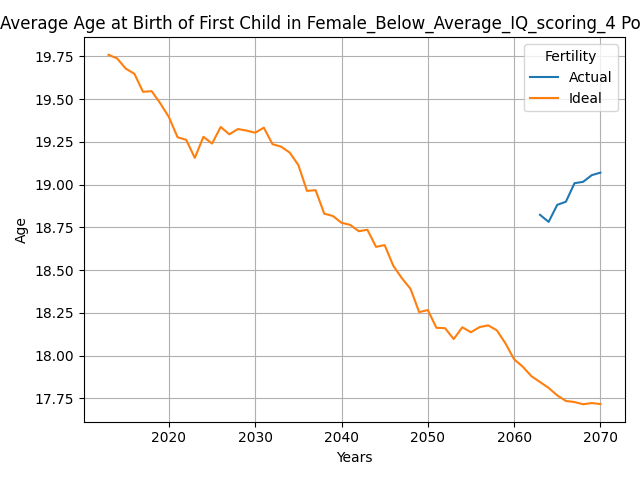 Average Age at Birth of First Child in Female_Below_Average_IQ_scoring_4 Po
Fertility
Actual
Ideal
19.75
19.50
19.25
19.00
18.75
18.50
18.25
18.00
17.75
Age
2020 2030 2040 2050 2060 2070
Years